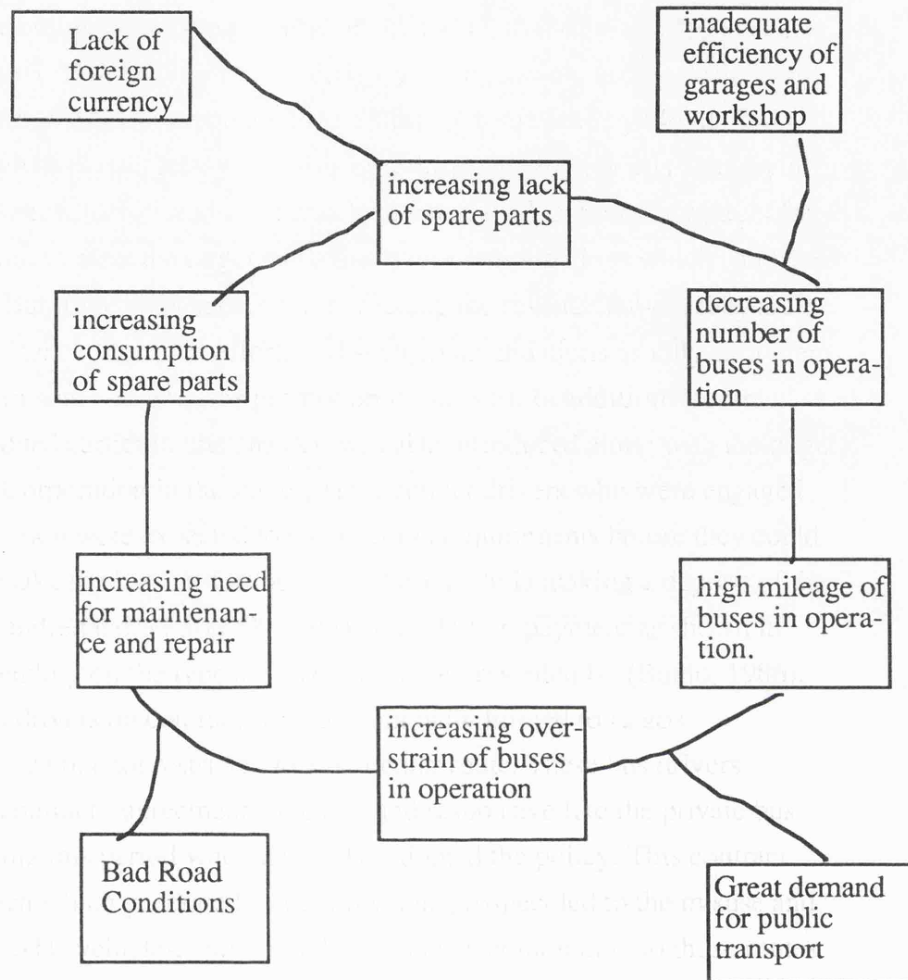 Lack of
foreign
currency
inadequate
efficiency of
garages and
workshop
increasing lack
of spare parts
increasing
consumption
of spare parts
decreasing
number of
buses in opera-
tion
increasing need
for maintenan-
ce and repair
high mileage of
buses in opera-
tion.
increasing over-
strain of buses
in operation
Bad Road
Conditions
Great demand
for public
transport